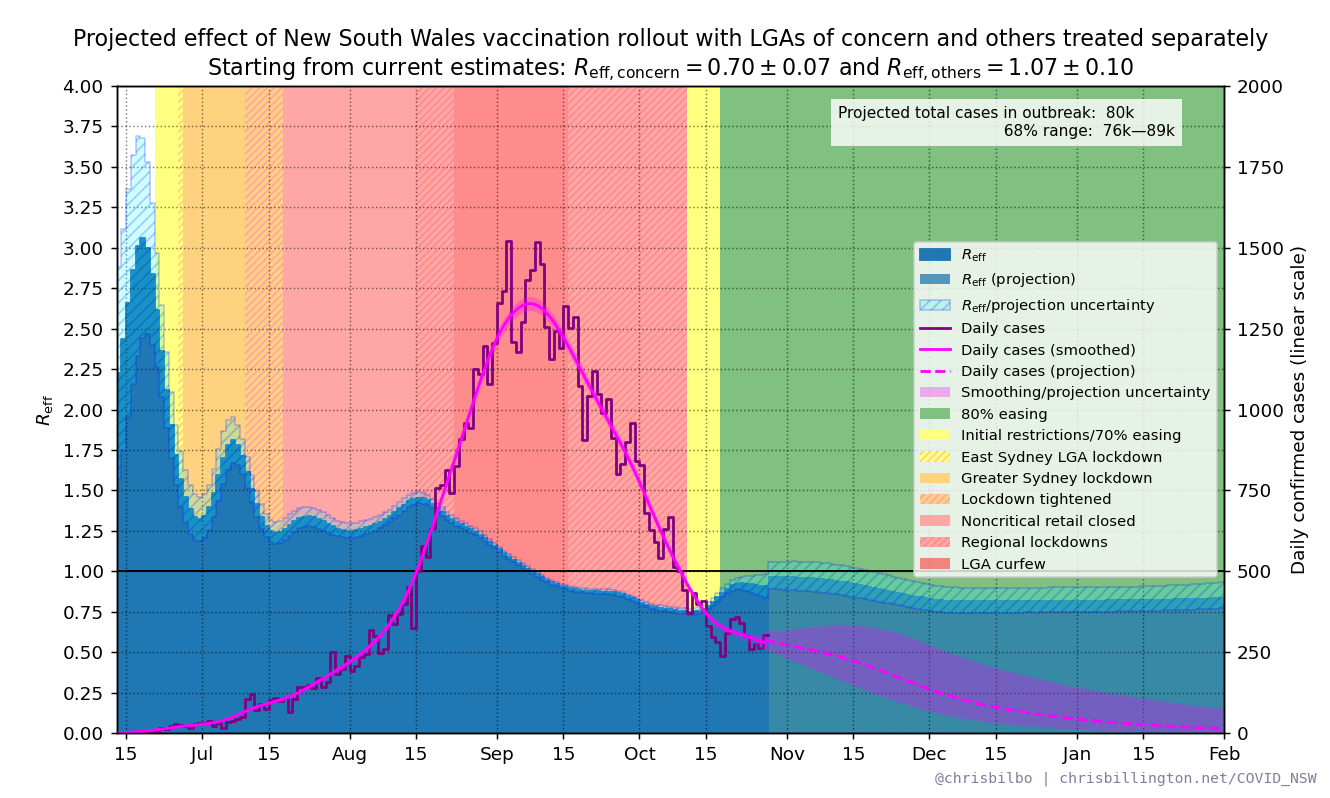 Projected effect of New South Wales vaccination rollout with LGAs of concern and others treated separately
Starting from current estimates: R_eff, concern = 0.70 ± 0.07 and R_eff, others = 1.07 ± 0.10
Projected total cases in outbreak: 80k
68% range: 76k—89k
R_eff
4.00
3.75
3.50
3.25
3.00
2.75
2.50
2.25
2.00
1.75
1.50
1.25
1.00
0.75
0.50
0.25
0.00
R_eff
R_eff (projection)
R_eff/projection uncertainty
Daily cases
Daily cases (smoothed)
Daily cases (projection)
Smoothing/projection uncertainty
80% easing
Initial restrictions/70% easing
East Sydney LGA lockdown
Greater Sydney lockdown
Lockdown tightened
Noncritical retail closed
Regional lockdowns
LGA curfew
2000
1750
1500
1250
1000
750
500
250
0
Daily confirmed cases (linear scale)
15 Jul 15 Aug 15 Sep 15 Oct 15 Nov 15 Dec 15 Jan 15 Feb
@chrisbilbo | chrisbillington.net/COVID_NSW